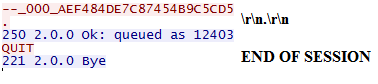 --_000_AEF484DE7C87454B9C5CD5
.
\r\n.\r\n
250 2.0.0 Ok: queued as 12403
QUIT
221 2.0.0 Bye
END OF SESSION